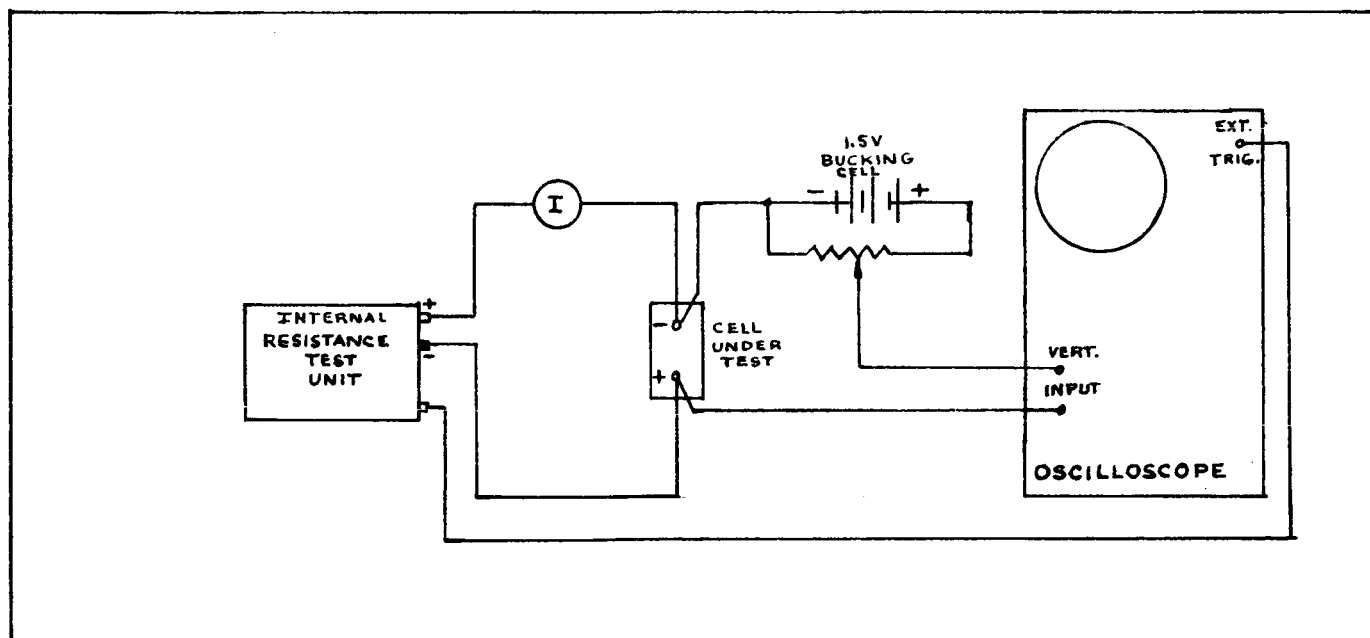 1.5V
BUCKING
CELL
- +
I
+
INTERNAL
RESISTANCE
TEST
UNIT
-
-
+
CELL
UNDER
TEST
EXT.
TRIG.
VERT.
INPUT
OSCILLOSCOPE